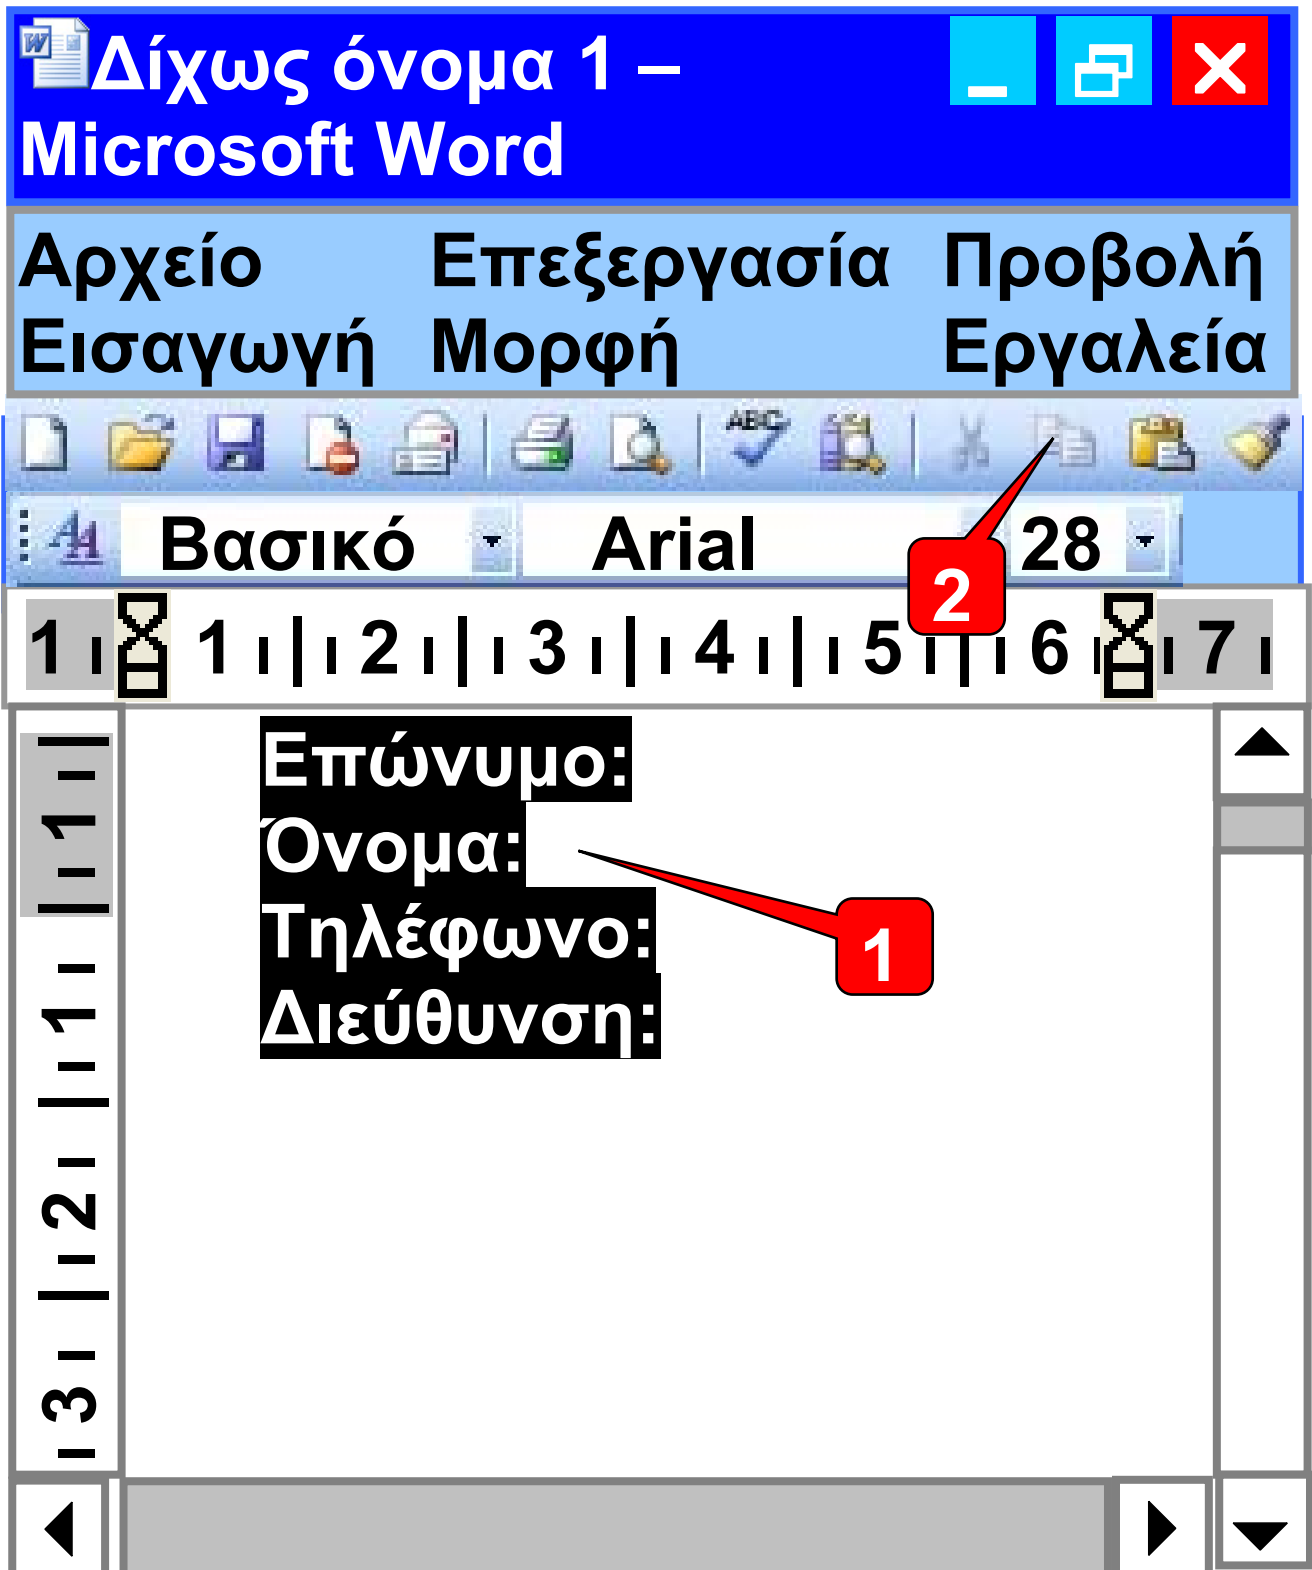 Δίχως όνομα 1 –
Microsoft Word
Αρχείο Επεξεργασία Προβολή
Εισαγωγή Μορφή Εργαλεία
ABC
Βασικό Arial 28
2
1 1 2 3 4 5 6 7
Επώνυμο:
Όνομα:
Τηλέφωνο:
Διεύθυνση:
1
1
1
2
3